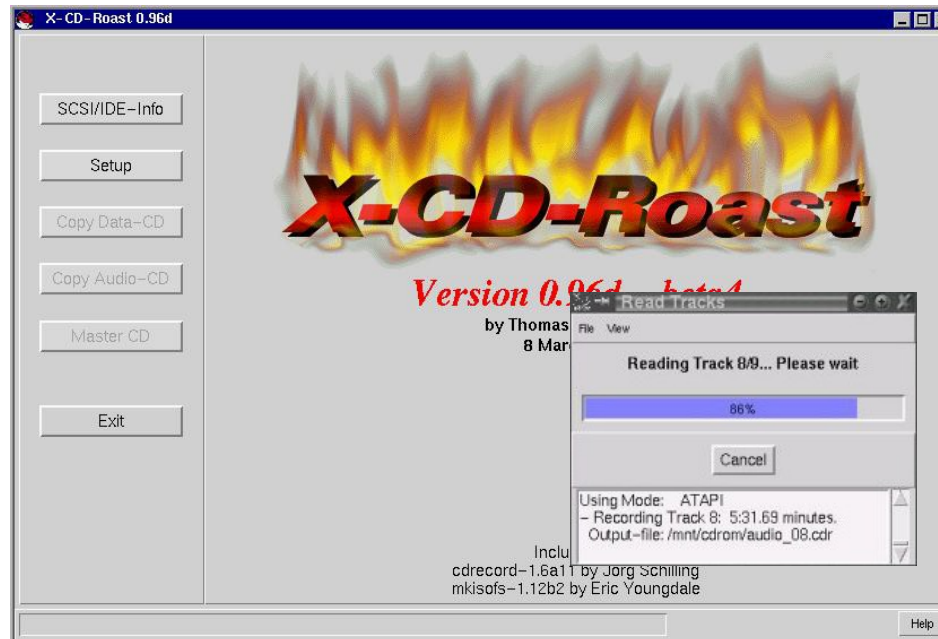 X-CD-Roast 0.96d
SCSI/IDE-Info
Setup
Copy Data-CD
Copy Audio-CD
Master CD
Exit
X-CD-Roast
Version 0.96d
by Thomas
8 Mar
Read Tracks
File View
Reading Track 8/9... Please wait
86%
Cancel
Using Mode: ATAPI
- Recording Track 8: 5:31.69 minutes.
Output-file: /mnt/cdrom/audio_08.cdr
Inclu
cdrecord-1.6a11 by Jörg Schilling
mkisofs-1.12b2 by Eric Youngdale
Help